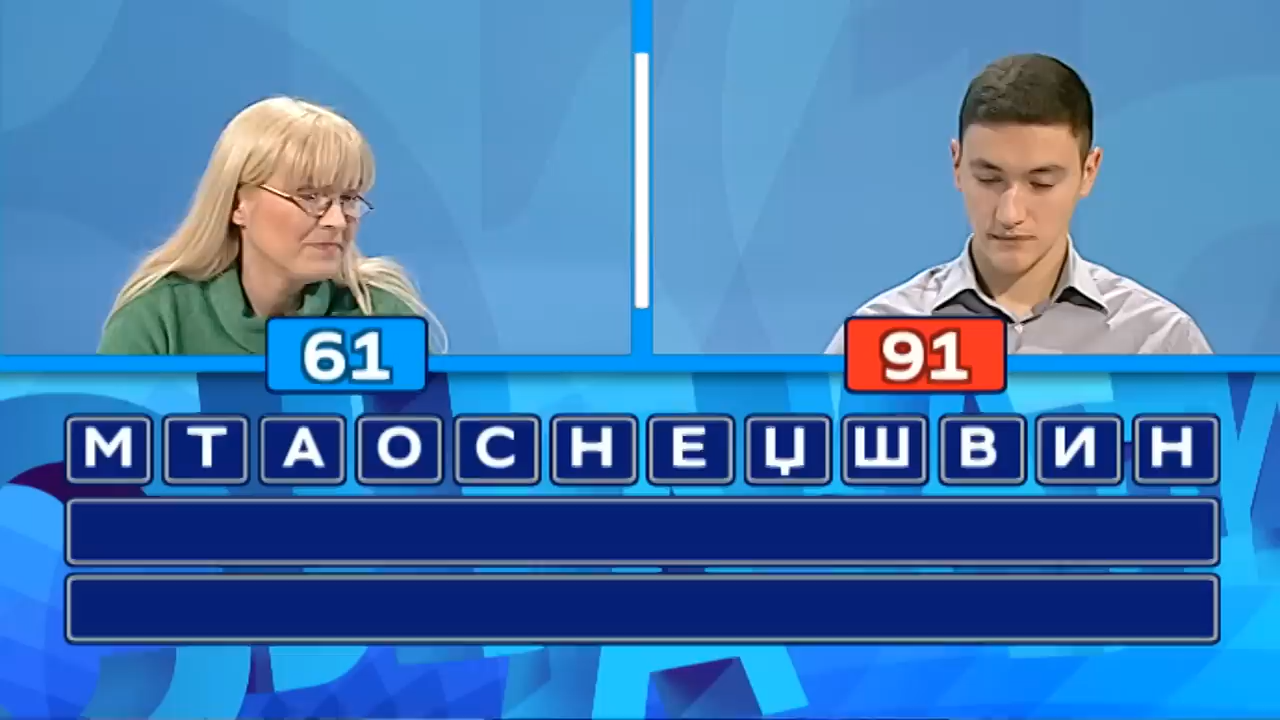 61 91
М Т А О С Н Е Џ Ш В И Н